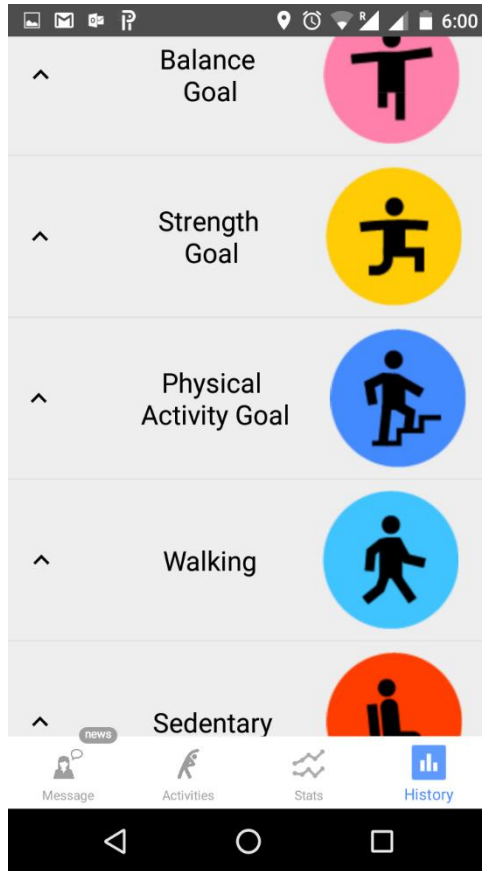 6:00
Balance
Goal
Strength
Goal
Physical
Activity Goal
Walking
Sedentary
news
Message
Activities
Stats
History